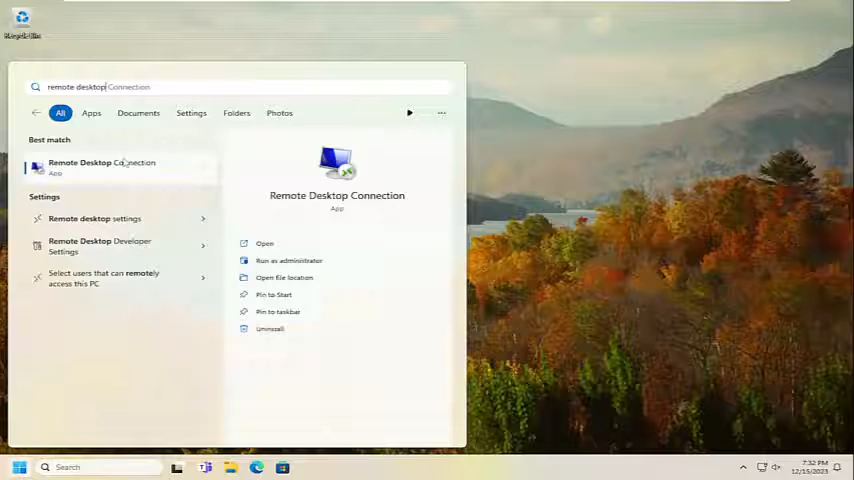 Recycle Bin
remote desktop Connection
All Apps Documents Settings Folders Photos
Best match
Remote Desktop Connection
App
Settings
Remote desktop settings
Remote Desktop Developer
Settings
Select users that can remotely
access this PC
Remote Desktop Connection
App
Open
Run as administrator
Open file location
Pin to Start
Pin to taskbar
Uninstall
Search
7:32 PM
12/15/2023